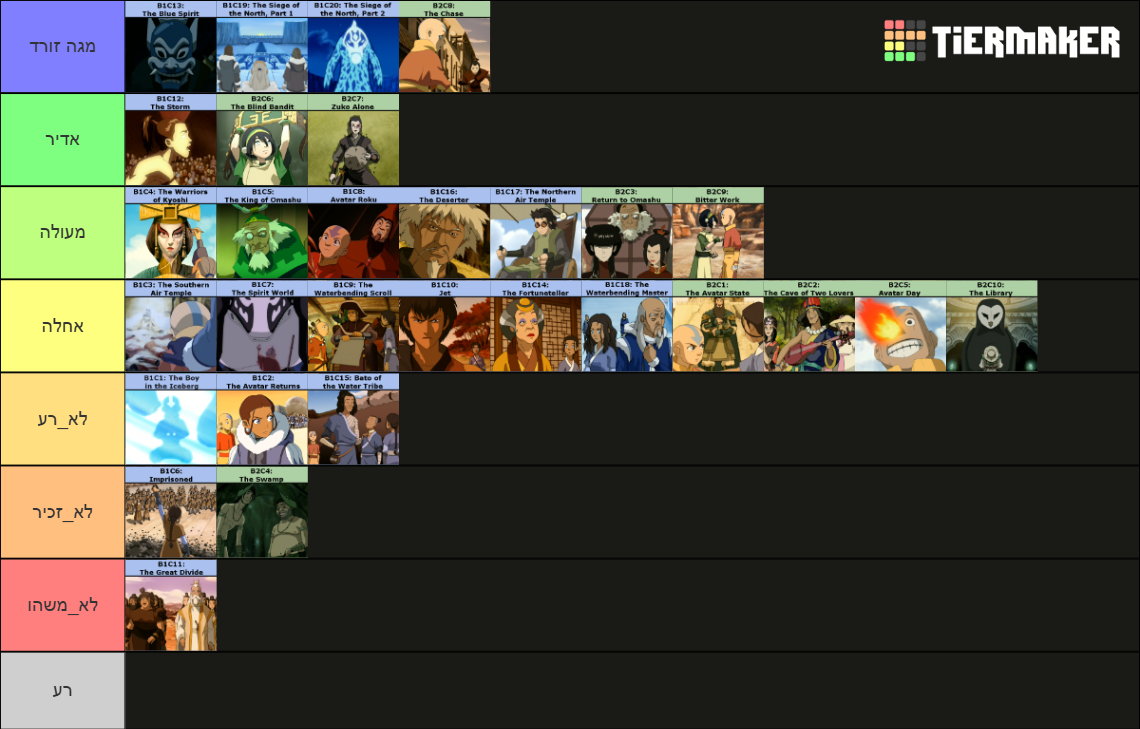 מגה זורד
B1C13:
The Blue Spirit
B1C19: The Siege of
the North, Part 1
B1C20: The Siege of
the North, Part 2
B2C8:
The Chase
TiERMAKER
אדיר
B1C12:
The Storm
B2C6:
The Blind Bandit
B2C7:
Zuko Alone
מעולה
B1C4: The Warriors
of Kyoshi
B1C5:
The King of Omashu
B1C8:
Avatar Roku
B1C16:
The Deserter
B1C17: The Northern
Air Temple
B2C3:
Return to Omashu
B2C9:
Bitter Work
אחלה
B1C3: The Southern
Air Temple
B1C7:
The Spirit World
B1C9: The
Waterbending Scroll
B1C10:
Jet
B1C14:
The Fortuneteller
B1C18: The
Waterbending Master
B2C1:
The Avatar State
B2C2:
The Cave of Two Lovers
B2C5:
Avatar Day
B2C10:
The Library
לא_רע
B1C1: The Boy
in the Iceberg
B1C2:
The Avatar Returns
B1C15: Bato of
the Water Tribe
לא_זכיר
B1C6:
Imprisoned
B2C4:
The Swamp
לא_משהו
B1C11:
The Great Divide
רע